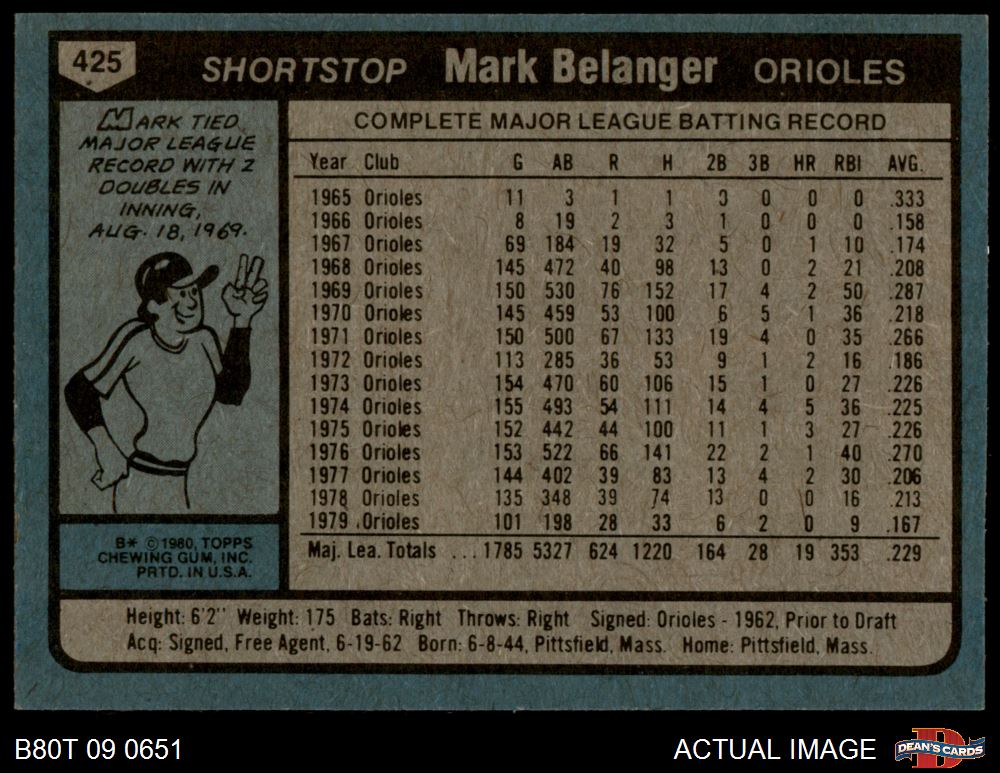 425
SHORTSTOP Mark Belanger ORIOLES
MARK TIED
MAJOR LEAGUE
RECORD WITH 2
DOUBLES IN
INNING,
AUG. 18, 1969.
B* ©1980, TOPPS
CHEWING GUM, INC.
PRTD. IN U.S.A.
COMPLETE MAJOR LEAGUE BATTING RECORD
Year Club G AB R H 2B 3B HR RBI AVG.
1965 Orioles 11 3 1 1 0 0 0 0 .333
1966 Orioles 8 19 2 3 1 0 0 0 .158
1967 Orioles 69 184 19 32 5 0 1 10 .174
1968 Orioles 145 472 40 98 13 0 2 21 .208
1969 Orioles 150 530 76 152 17 4 2 50 .287
1970 Orioles 145 459 53 100 6 5 1 36 .218
1971 Orioles 150 500 67 133 19 4 0 35 .266
1972 Orioles 113 285 36 53 9 1 2 16 .186
1973 Orioles 154 470 60 106 15 1 0 27 .226
1974 Orioles 155 493 54 111 14 4 5 36 .225
1975 Orioles 152 442 44 100 11 1 3 27 .226
1976 Orioles 153 522 66 141 22 2 1 40 .270
1977 Orioles 144 402 39 83 13 4 2 30 .206
1978 Orioles 135 348 39 74 13 0 0 16 .213
1979 Orioles 101 198 28 33 6 2 0 9 .167
Maj. Lea. Totals ... 1785 5327 624 1220 164 28 19 353 .229
Height: 6'2" Weight: 175 Bats: Right Throws: Right Signed: Orioles - 1962, Prior to Draft
Acq: Signed, Free Agent, 6-19-62 Born: 6-8-44, Pittsfield, Mass. Home: Pittsfield, Mass.
B80T 09 0651
ACTUAL IMAGE
DEAN'S CARDS